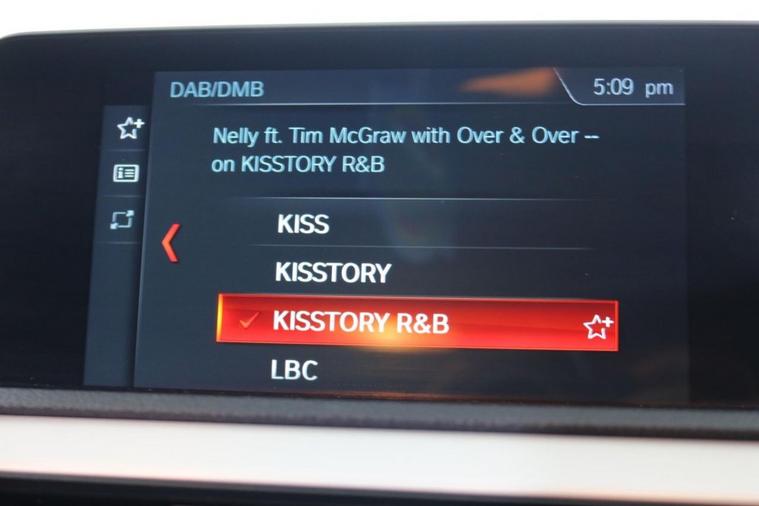 DAB/DMB
5:09 pm
Nelly ft. Tim McGraw with Over & Over --
on KISSTORY R&B
KISS
KISSTORY
KISSTORY R&B
LBC